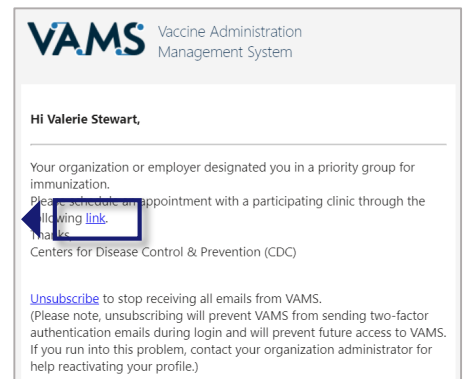 VAMS Vaccine Administration
Management System
Hi Valerie Stewart,
Your organization or employer designated you in a priority group for
immunization.
Please schedule an appointment with a participating clinic through the
following link.
Thanks,
Centers for Disease Control & Prevention (CDC)
Unsubscribe to stop receiving all emails from VAMS.
(Please note, unsubscribing will prevent VAMS from sending two-factor
authentication emails during login and will prevent future access to VAMS.
If you run into this problem, contact your organization administrator for
help reactivating your profile.)